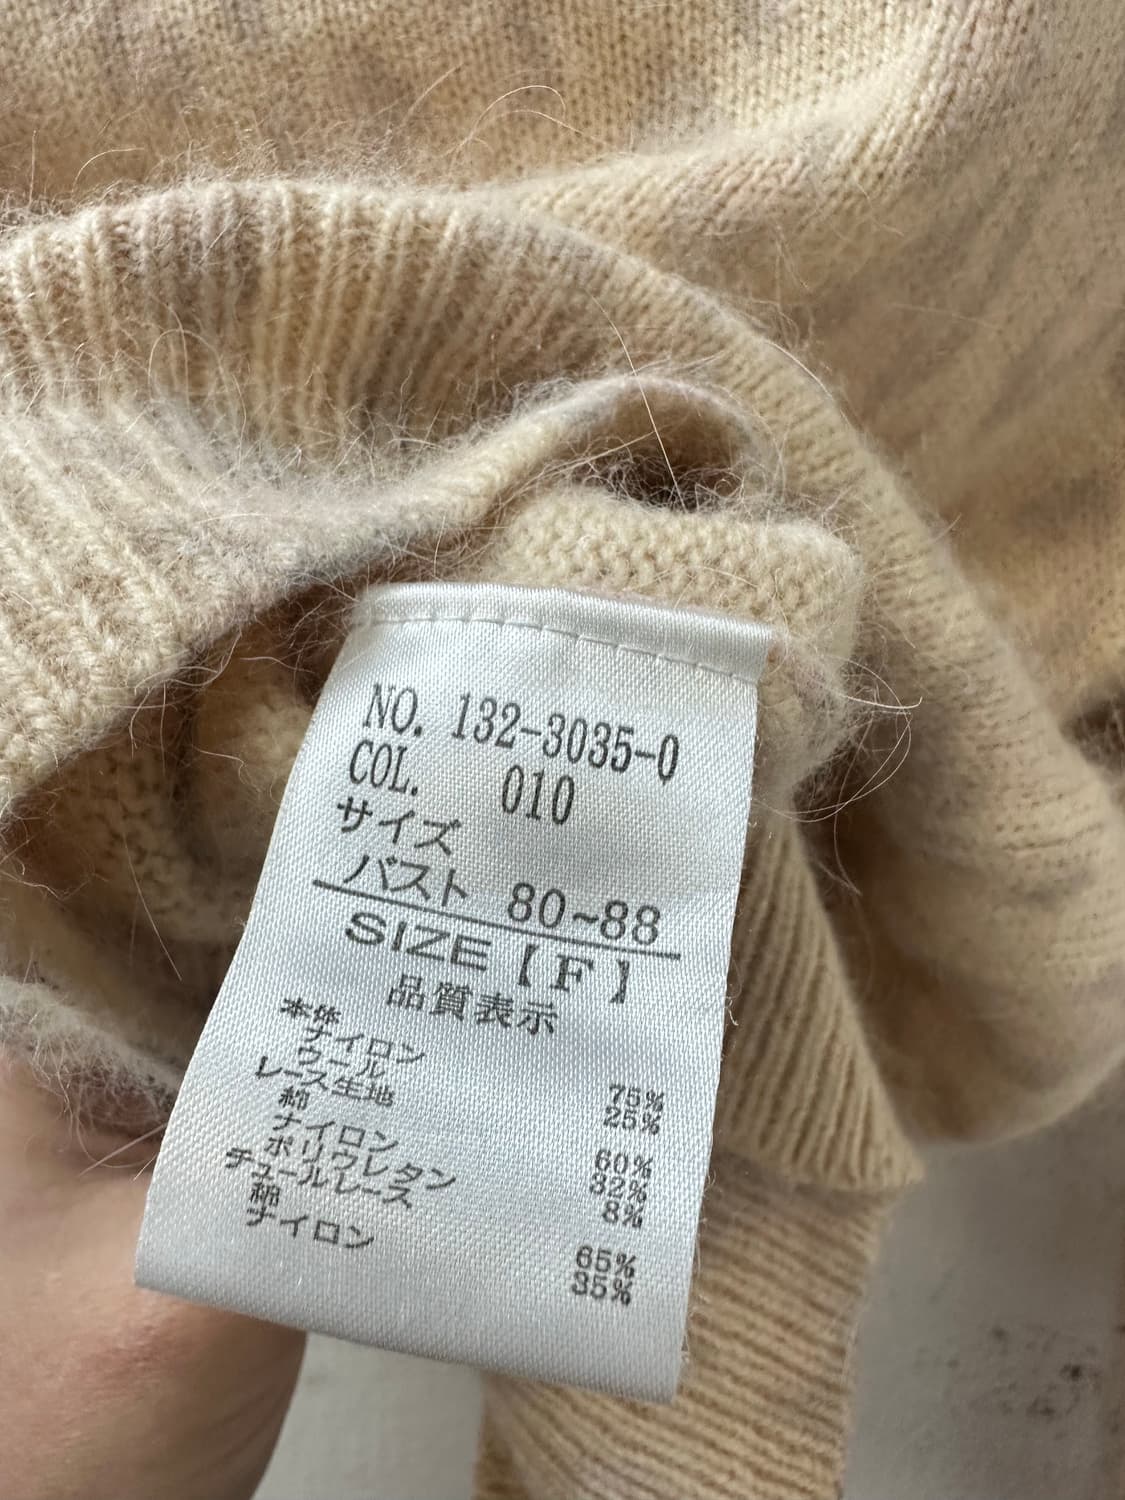 NO. 132-3035-0
COL. 010
サイズ
バスト 80~88
SIZE【F】
品質表示
本体
ナイロン 75%
ウール 25%
レース生地
綿 60%
ナイロン 32%
ポリウレタン 8%
チュールレース
綿 65%
ナイロン 35%